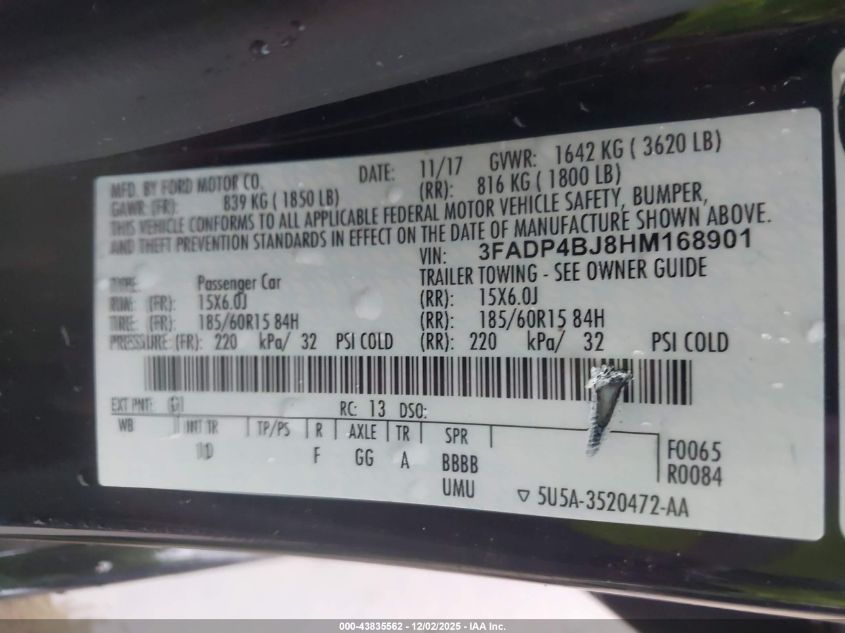 MFD. BY FORD MOTOR CO. DATE: 11/17 GVWR: 1642 KG ( 3620 LB)
GAWR: (FR): 839 KG ( 1850 LB) (RR): 816 KG ( 1800 LB)
THIS VEHICLE CONFORMS TO ALL APPLICABLE FEDERAL MOTOR VEHICLE SAFETY, BUMPER,
AND THEFT PREVENTION STANDARDS IN EFFECT ON THE DATE OF MANUFACTURE SHOWN ABOVE.
VIN: 3FADP4BJ8HM168901
TYPE: Passenger Car TRAILER TOWING - SEE OWNER GUIDE
RIM: (FR): 15X6.0J (RR): 15X6.0J
TIRE: (FR): 185/60R15 84H (RR): 185/60R15 84H
PRESSURE: (FR): 220 kPa/ 32 PSI COLD (RR): 220 kPa/ 32 PSI COLD
EXT PNT: RC: 13 DSO:
WB INT TR TP/PS R AXLE TR SPR
F GG A BBBB
UMU
F0065
R0084
5U5A-3520472-AA
000-43835562 - 12/02/2025 - IAA Inc.